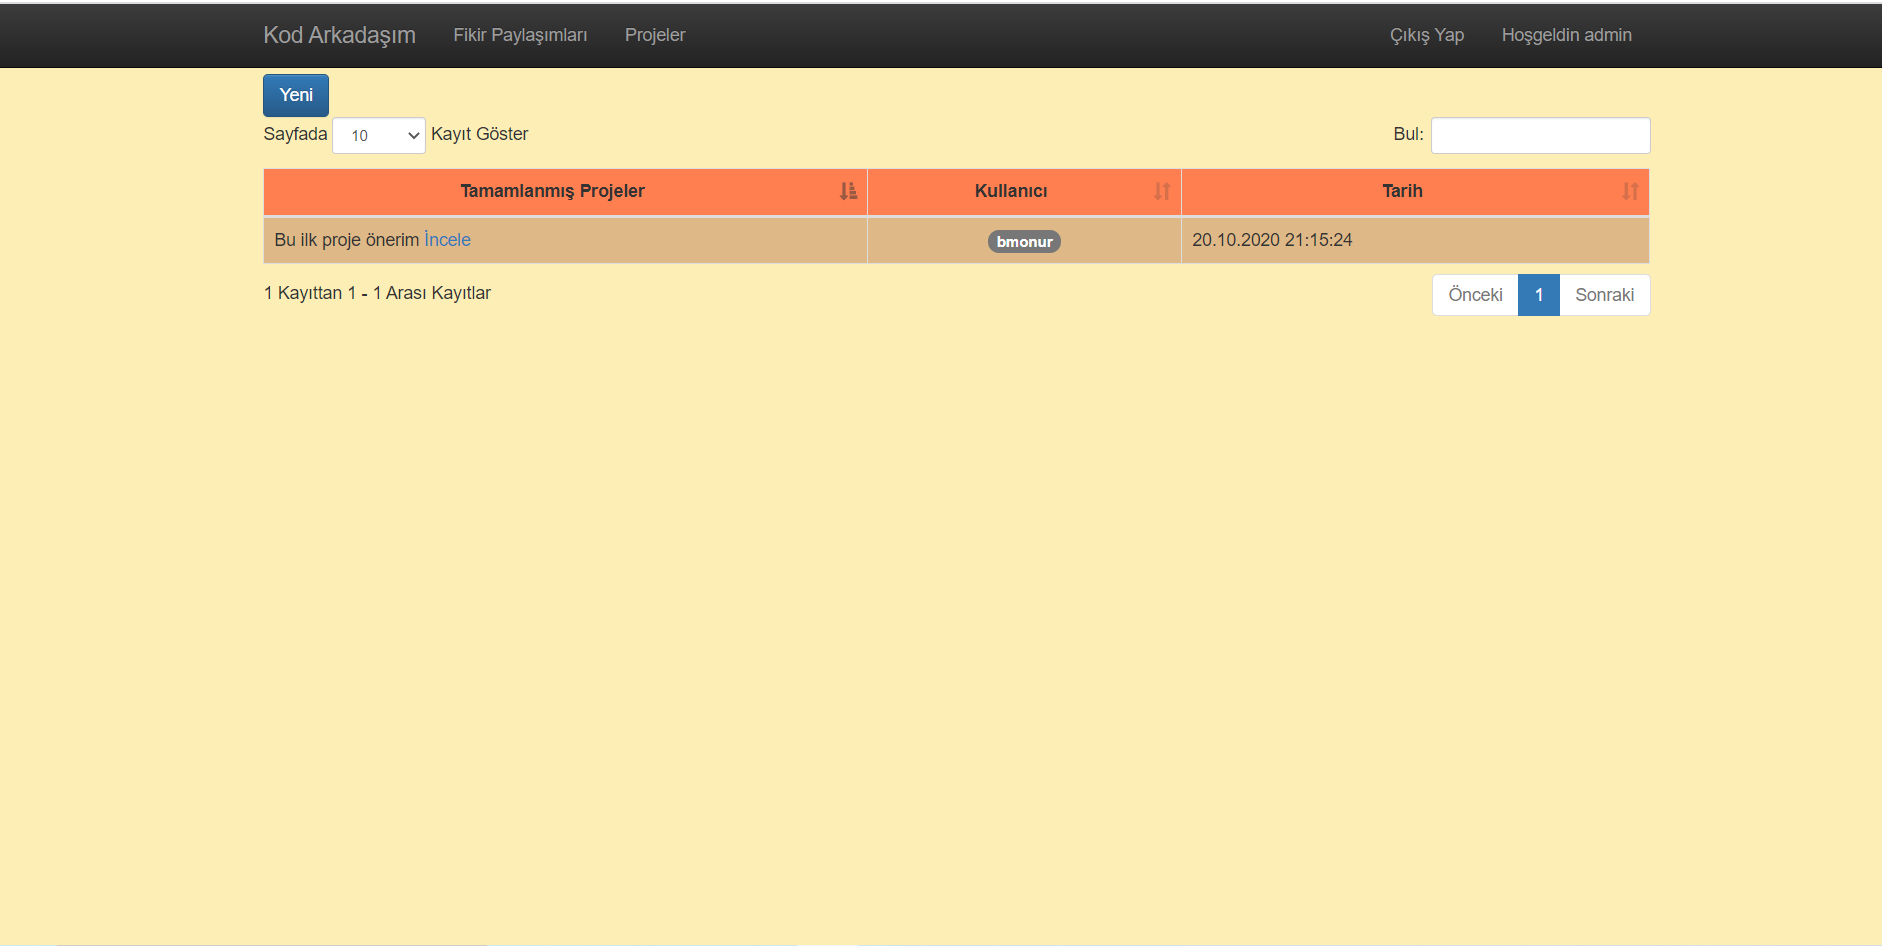 Kod Arkadaşım Fikir Paylaşımları Projeler Çıkış Yap Hoşgeldin admin
Yeni
Sayfada 10 Kayıt Göster Bul:
Tamamlanmış Projeler Kullanıcı Tarih
Bu ilk proje önerim İncele bmonur 20.10.2020 21:15:24
1 Kayıttan 1 - 1 Arası Kayıtlar Önceki 1 Sonraki